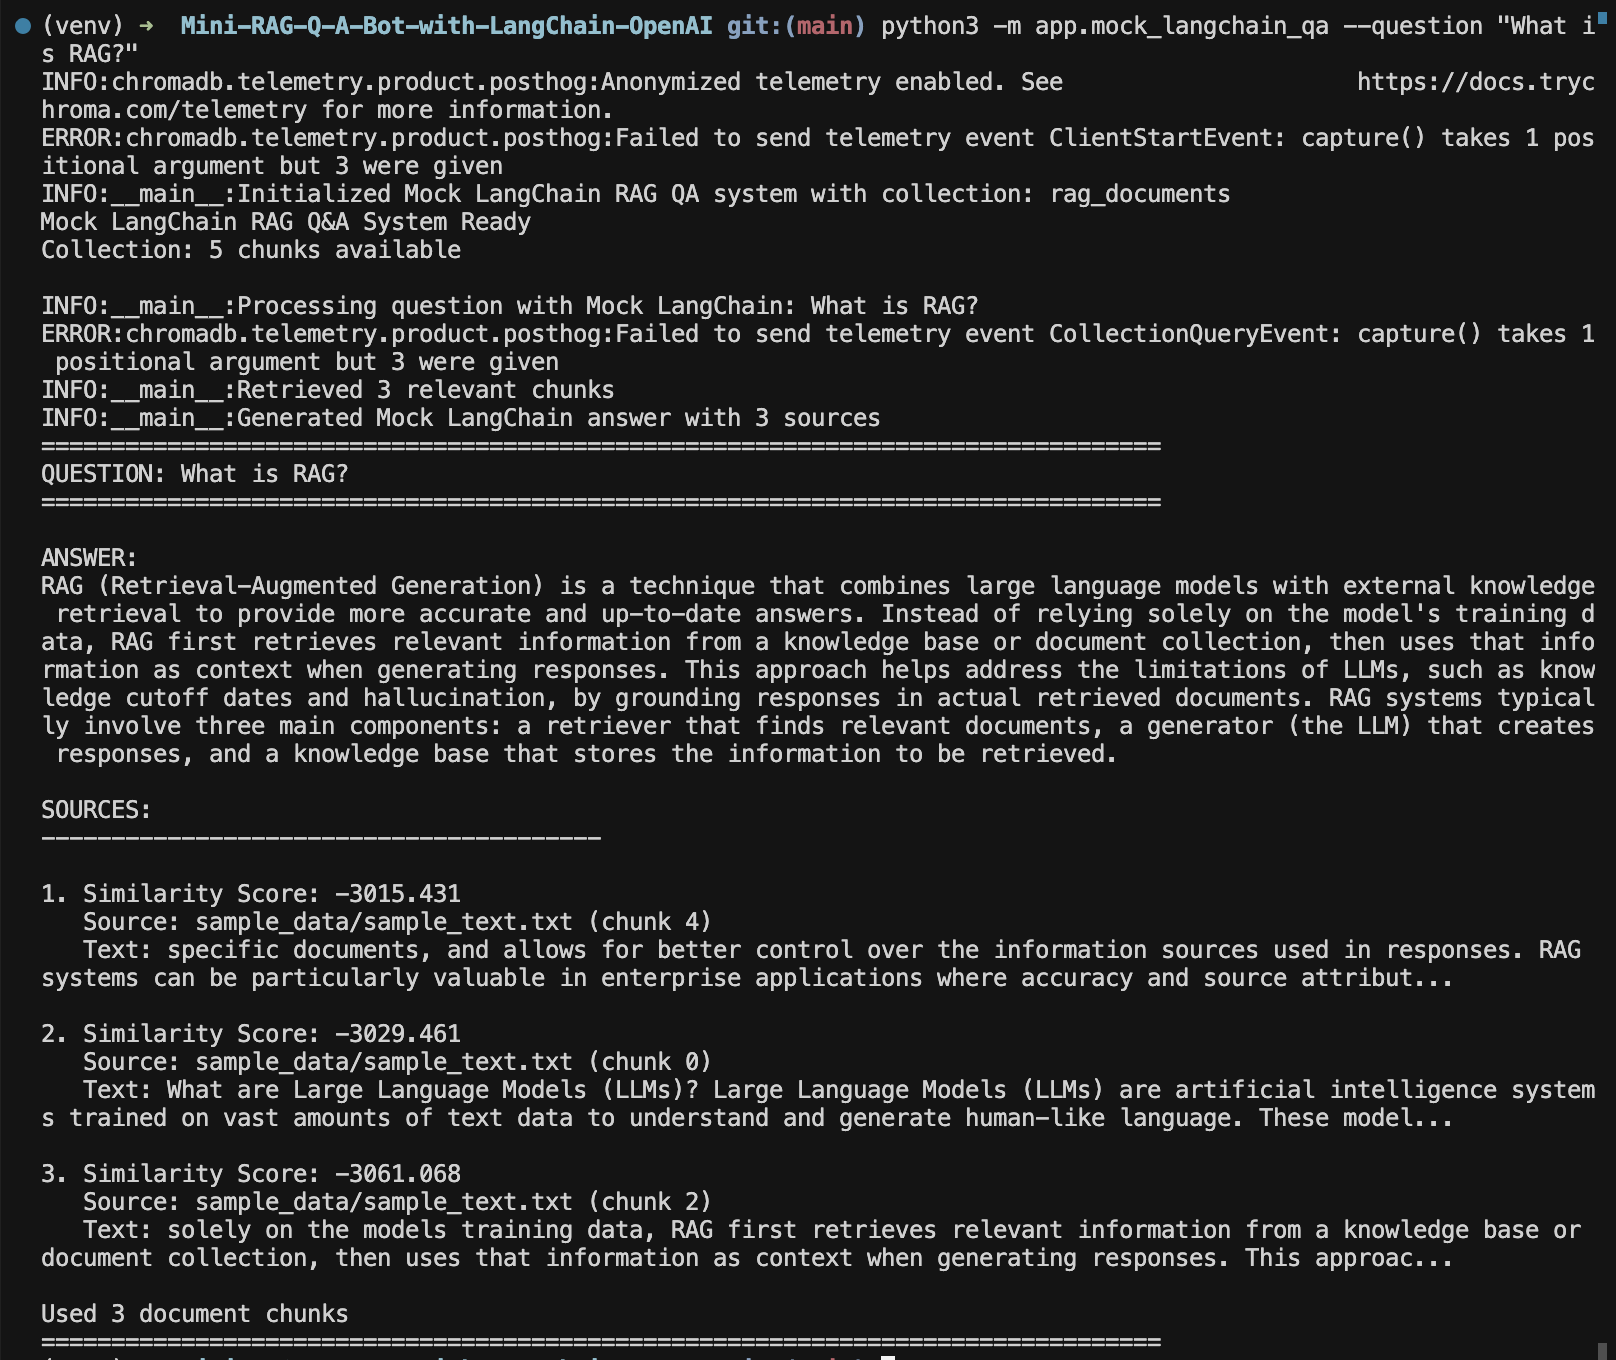 (venv) → Mini-RAG-Q-A-Bot-with-LangChain-OpenAI git:(main) python3 -m app.mock_langchain_qa --question "What i
s RAG?"
INFO:chromadb.telemetry.product.posthog:Anonymized telemetry enabled. See                     https://docs.tryc
hroma.com/telemetry for more information.
ERROR:chromadb.telemetry.product.posthog:Failed to send telemetry event ClientStartEvent: capture() takes 1 pos
itional argument but 3 were given
INFO:__main__:Initialized Mock LangChain RAG QA system with collection: rag_documents
Mock LangChain RAG Q&A System Ready
Collection: 5 chunks available
INFO:__main__:Processing question with Mock LangChain: What is RAG?
ERROR:chromadb.telemetry.product.posthog:Failed to send telemetry event CollectionQueryEvent: capture() takes 1
 positional argument but 3 were given
INFO:__main__:Retrieved 3 relevant chunks
INFO:__main__:Generated Mock LangChain answer with 3 sources
================================================================================
QUESTION: What is RAG?
================================================================================
ANSWER:
RAG (Retrieval-Augmented Generation) is a technique that combines large language models with external knowledge
 retrieval to provide more accurate and up-to-date answers. Instead of relying solely on the model's training d
ata, RAG first retrieves relevant information from a knowledge base or document collection, then uses that info
rmation as context when generating responses. This approach helps address the limitations of LLMs, such as know
ledge cutoff dates and hallucination, by grounding responses in actual retrieved documents. RAG systems typical
ly involve three main components: a retriever that finds relevant documents, a generator (the LLM) that creates
 responses, and a knowledge base that stores the information to be retrieved.
SOURCES:
----------------------------------------
1. Similarity Score: -3015.431
   Source: sample_data/sample_text.txt (chunk 4)
   Text: specific documents, and allows for better control over the information sources used in responses. RAG
systems can be particularly valuable in enterprise applications where accuracy and source attribut...
2. Similarity Score: -3029.461
   Source: sample_data/sample_text.txt (chunk 0)
   Text: What are Large Language Models (LLMs)? Large Language Models (LLMs) are artificial intelligence system
s trained on vast amounts of text data to understand and generate human-like language. These model...
3. Similarity Score: -3061.068
   Source: sample_data/sample_text.txt (chunk 2)
   Text: solely on the models training data, RAG first retrieves relevant information from a knowledge base or
document collection, then uses that information as context when generating responses. This approac...
Used 3 document chunks
================================================================================